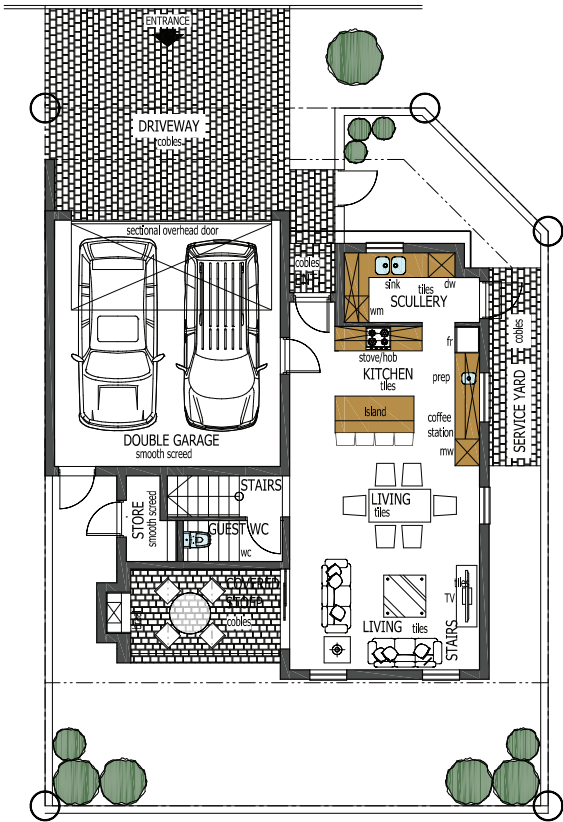 ENTRANCE
DRIVEWAY
cobles
sectional overhead door
cobles
sink
tiles
dw
SCULLERY
wm
cobles
stove/hob
fr
KITCHEN
tiles
prep
SERVICE YARD
Island
coffee
station
mw
DOUBLE GARAGE
smooth screed
STORE
smooth screed
STAIRS
LIVING
tiles
GUEST WC
wc
COVERED
STOEP
cobles
tiles
TV
LIVING tiles
STAIRS